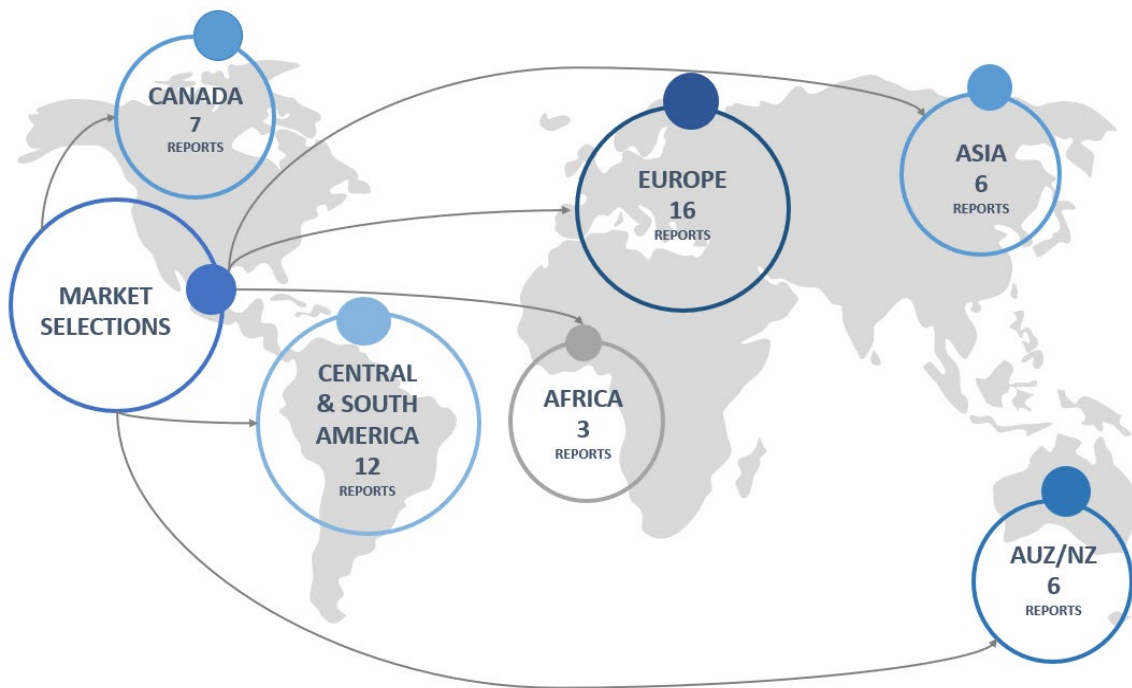 CANADA
7
REPORTS
MARKET
SELECTIONS
CENTRAL
& SOUTH
AMERICA
12
REPORTS
EUROPE
16
REPORTS
AFRICA
3
REPORTS
ASIA
6
REPORTS
AUZ/NZ
6
REPORTS